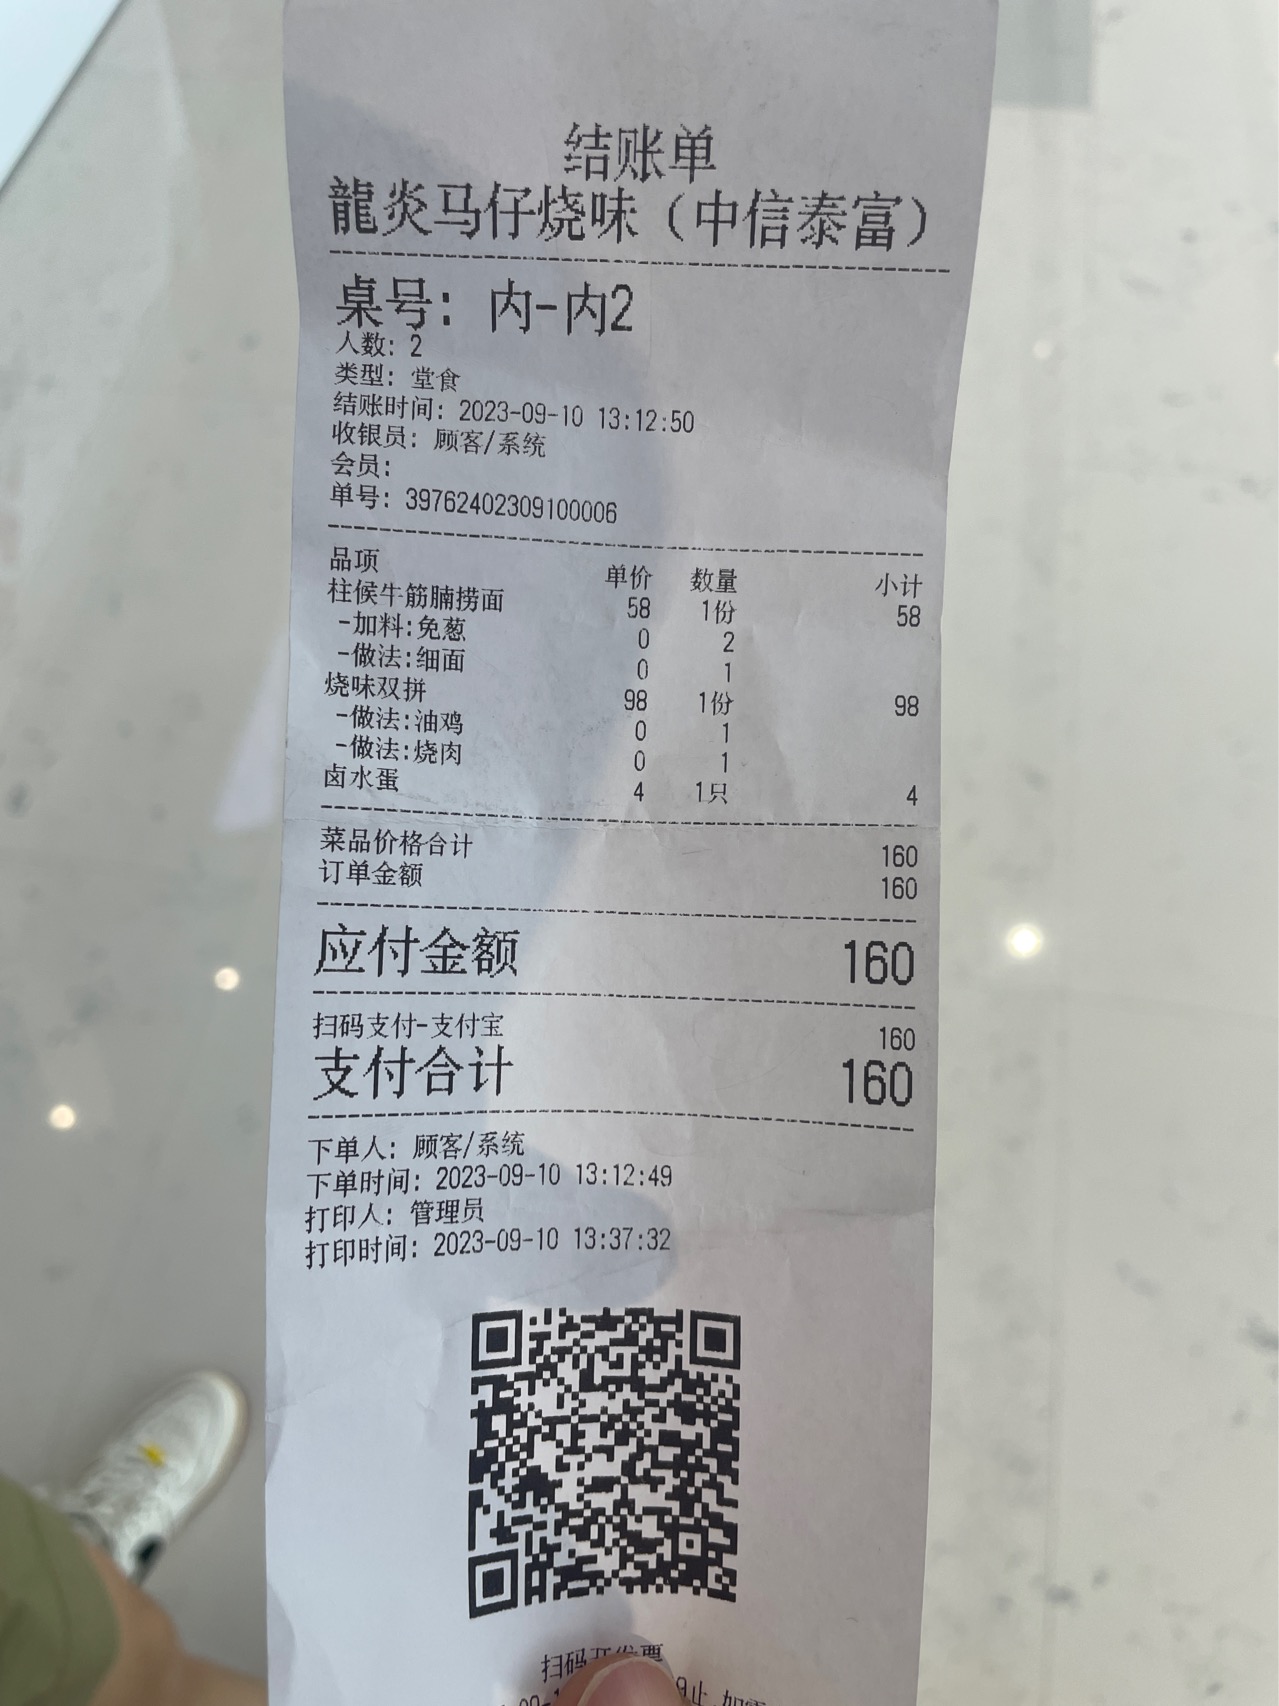 结账单
龍炎马仔烧味（中信泰富）
桌号: 内-内2
人数: 2
类型: 堂食
结账时间: 2023-09-10 13:12:50
收银员: 顾客/系统
会员:
单号: 39762402309100006
品项 单价 数量 小计
柱候牛筋腩捞面 58 1份 58
-加料:免葱 0 2
-做法:细面 0 1
烧味双拼 98 1份 98
-做法:油鸡 0 1
-做法:烧肉 0 1
卤水蛋 4 1只 4
菜品价格合计 160
订单金额 160
应付金额 160
扫码支付-支付宝 160
支付合计 160
下单人: 顾客/系统
下单时间: 2023-09-10 13:12:49
打印人: 管理员
打印时间: 2023-09-10 13:37:32
扫码开发票